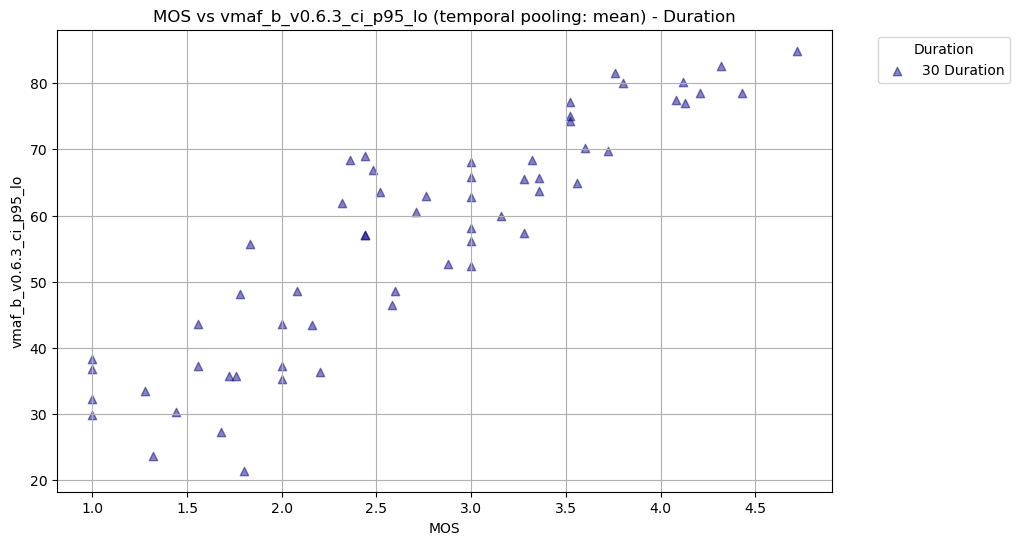 MOS vs vmaf_b_v0.6.3_ci_p95_lo (temporal pooling: mean) - Duration
Duration
30 Duration
vmaf_b_v0.6.3_ci_p95_lo
80
70
60
50
40
30
20
1.0 1.5 2.0 2.5 3.0 3.5 4.0 4.5
MOS